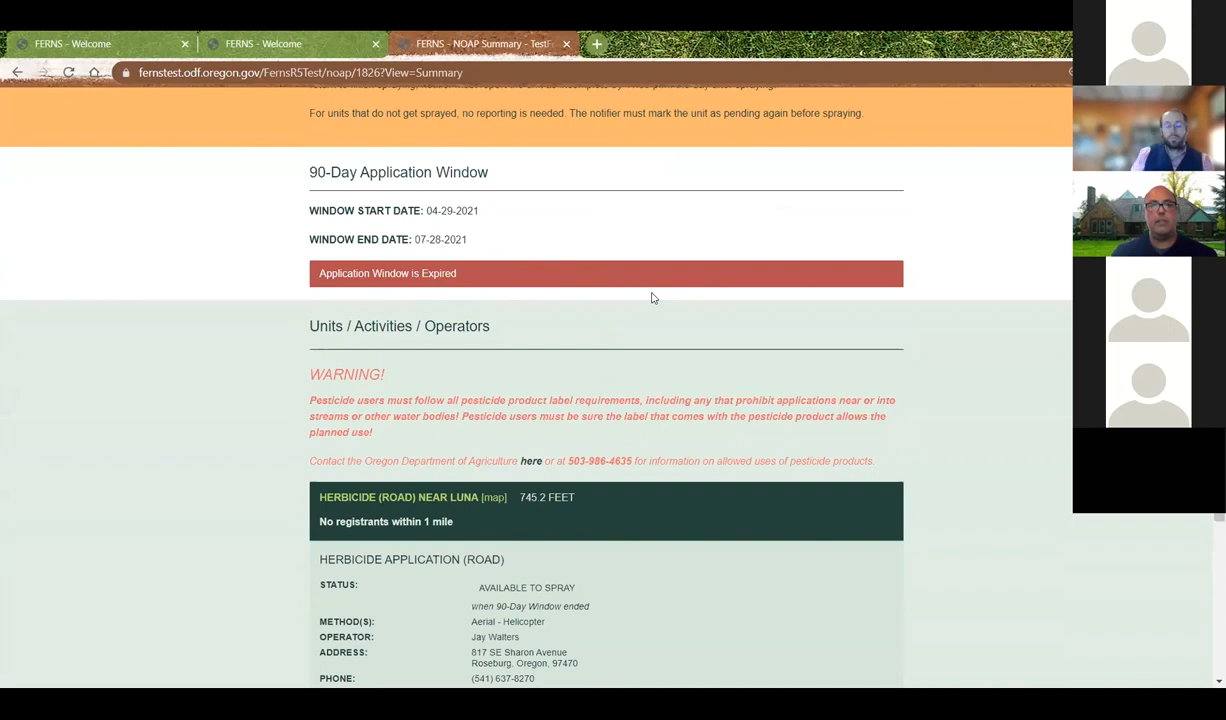 FERNS - Welcome
FERNS - Welcome
FERNS - NOAP Summary - TestF
fernstest.odf.oregon.gov/FernsR5Test/noap/1826?View=Summary
For units that do not get sprayed, no reporting is needed. The notifier must mark the unit as pending again before spraying.
90-Day Application Window
WINDOW START DATE: 04-29-2021
WINDOW END DATE: 07-28-2021
Application Window is Expired
Units / Activities / Operators
WARNING!
Pesticide users must follow all pesticide product label requirements, including any that prohibit applications near or into
streams or other water bodies! Pesticide users must be sure the label that comes with the pesticide product allows the
planned use!
Contact the Oregon Department of Agriculture here or at 503-986-4635 for information on allowed uses of pesticide products.
HERBICIDE (ROAD) NEAR LUNA [map] 745.2 FEET
No registrants within 1 mile
HERBICIDE APPLICATION (ROAD)
STATUS: AVAILABLE TO SPRAY
when 90-Day Window ended
METHOD(S): Aerial - Helicopter
OPERATOR: Jay Walters
ADDRESS: 817 SE Sharon Avenue
Roseburg, Oregon, 97470
PHONE: (541) 637-8270